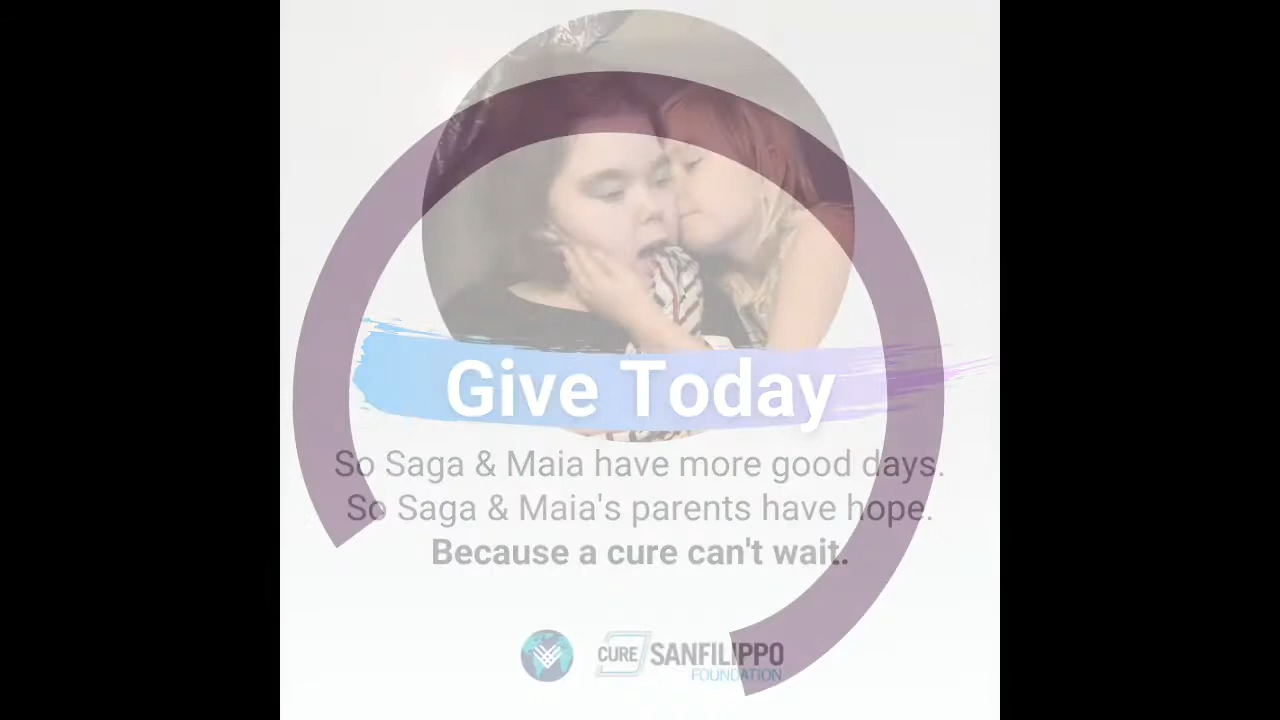 Give Today
So Saga & Maia have more good days.
So Saga & Maia's parents have hope.
Because a cure can't wait.
CURE SANFILIPPO
FOUNDATION